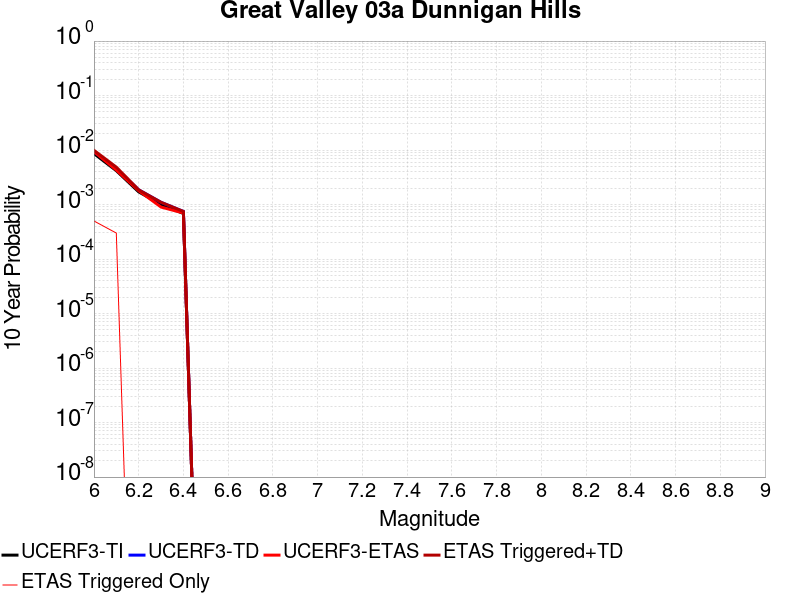 Great Valley 03a Dunnigan Hills
10^0
10^-1
10^-2
10^-3
10^-4
10^-5
10^-6
10^-7
10^-8
10 Year Probability
6 6.2 6.4 6.6 6.8 7 7.2 7.4 7.6 7.8 8 8.2 8.4 8.6 8.8 9
Magnitude
UCERF3-TI UCERF3-TD UCERF3-ETAS ETAS Triggered+TD
ETAS Triggered Only